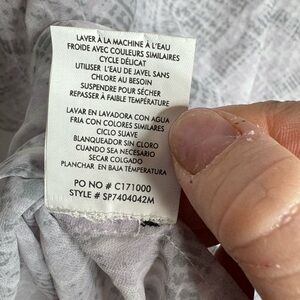 LAVER À LA MACHINE À L'EAU
FROIDE AVEC COULEURS SIMILAIRES
CYCLE DÉLICAT
UTILISER L'EAU DE JAVEL SANS
CHLORE AU BESOIN
SUSPENDRE POUR SÉCHER
REPASSER À FAIBLE TEMPÉRATURE
LAVAR EN LAVADORA CON AGUA
FRIA CON COLORES SIMILARES
CICLO SUAVE
BLANQUEADOR SIN CLORO
CUANDO SEA NECESARIO
SECAR COLGADO
PLANCHAR EN BAJA TEMPERATURA
PO NO # C171000
STYLE # SP7404042M